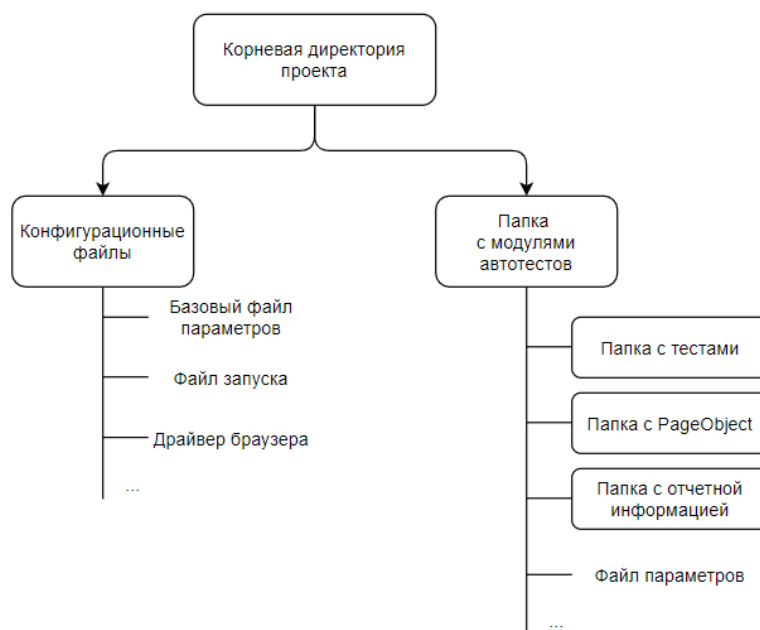 Корневая директория
проекта
Конфигурационные
файлы
Базовый файл
параметров
Файл запуска
Драйвер браузера
...
Папка
с модулями
автотестов
Папка с тестами
Папка с PageObject
Папка с отчетной
информацией
Файл параметров
...